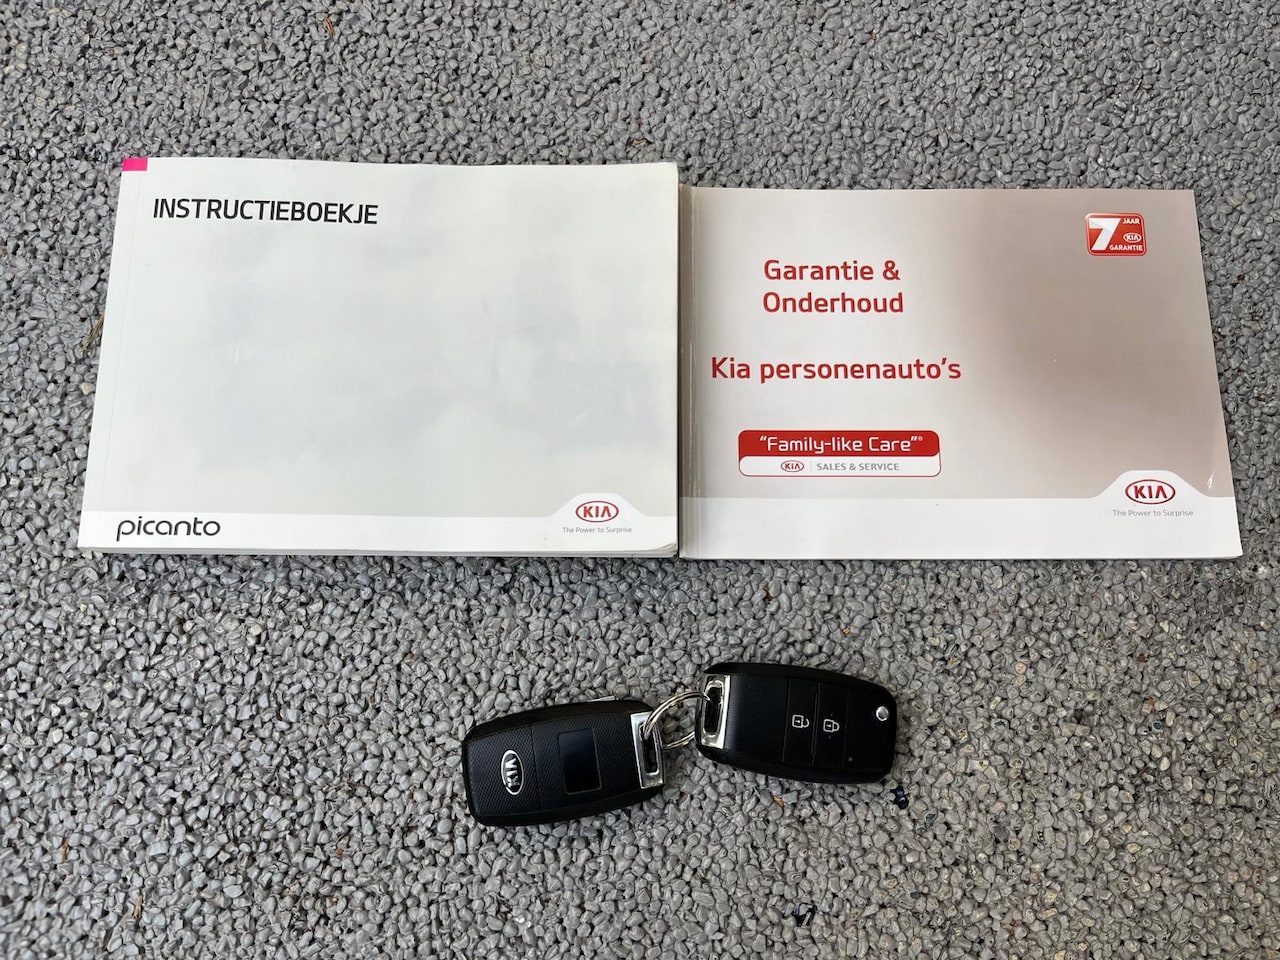 INSTRUCTIEBOEKJE
picanto
KIA
The Power to Surprise
7 JAAR
KIA
GARANTIE
Garantie &
Onderhoud
Kia personenauto's
"Family-like Care"®
KIA | SALES & SERVICE
KIA
The Power to Surprise
KIA